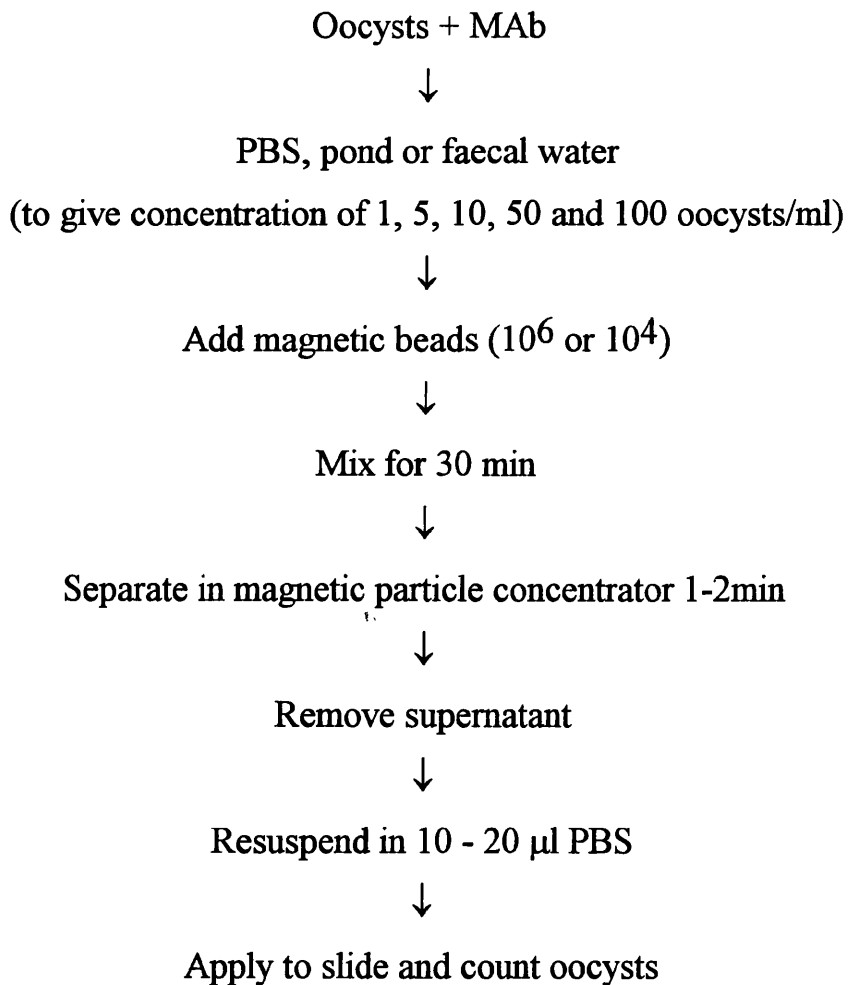 Oocysts + MAb
↓
PBS, pond or faecal water
(to give concentration of 1, 5, 10, 50 and 100 oocysts/ml)
↓
Add magnetic beads (10⁶ or 10⁴)
↓
Mix for 30 min
↓
Separate in magnetic particle concentrator 1-2min
↓
Remove supernatant
↓
Resuspend in 10 - 20 µl PBS
↓
Apply to slide and count oocysts